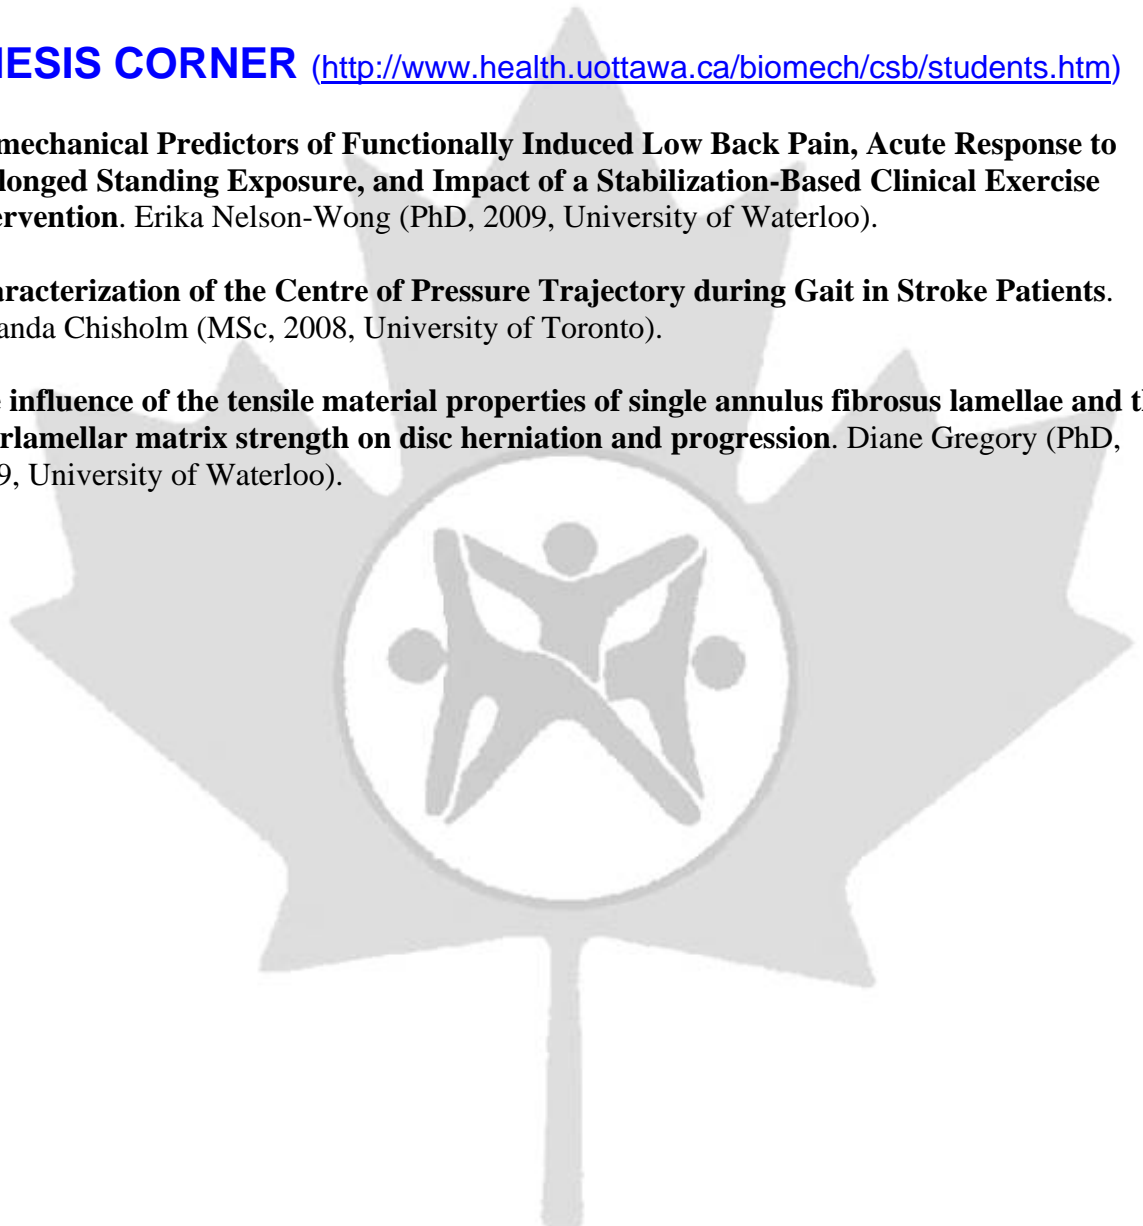 HESIS CORNER (http://www.health.uottawa.ca/biomech/csb/students.htm)
mechanical Predictors of Functionally Induced Low Back Pain, Acute Response to
longed Standing Exposure, and Impact of a Stabilization-Based Clinical Exercise
ervention. Erika Nelson-Wong (PhD, 2009, University of Waterloo).
aracterization of the Centre of Pressure Trajectory during Gait in Stroke Patients.
anda Chisholm (MSc, 2008, University of Toronto).
e influence of the tensile material properties of single annulus fibrosus lamellae and th
rlamellar matrix strength on disc herniation and progression. Diane Gregory (PhD,
9, University of Waterloo).